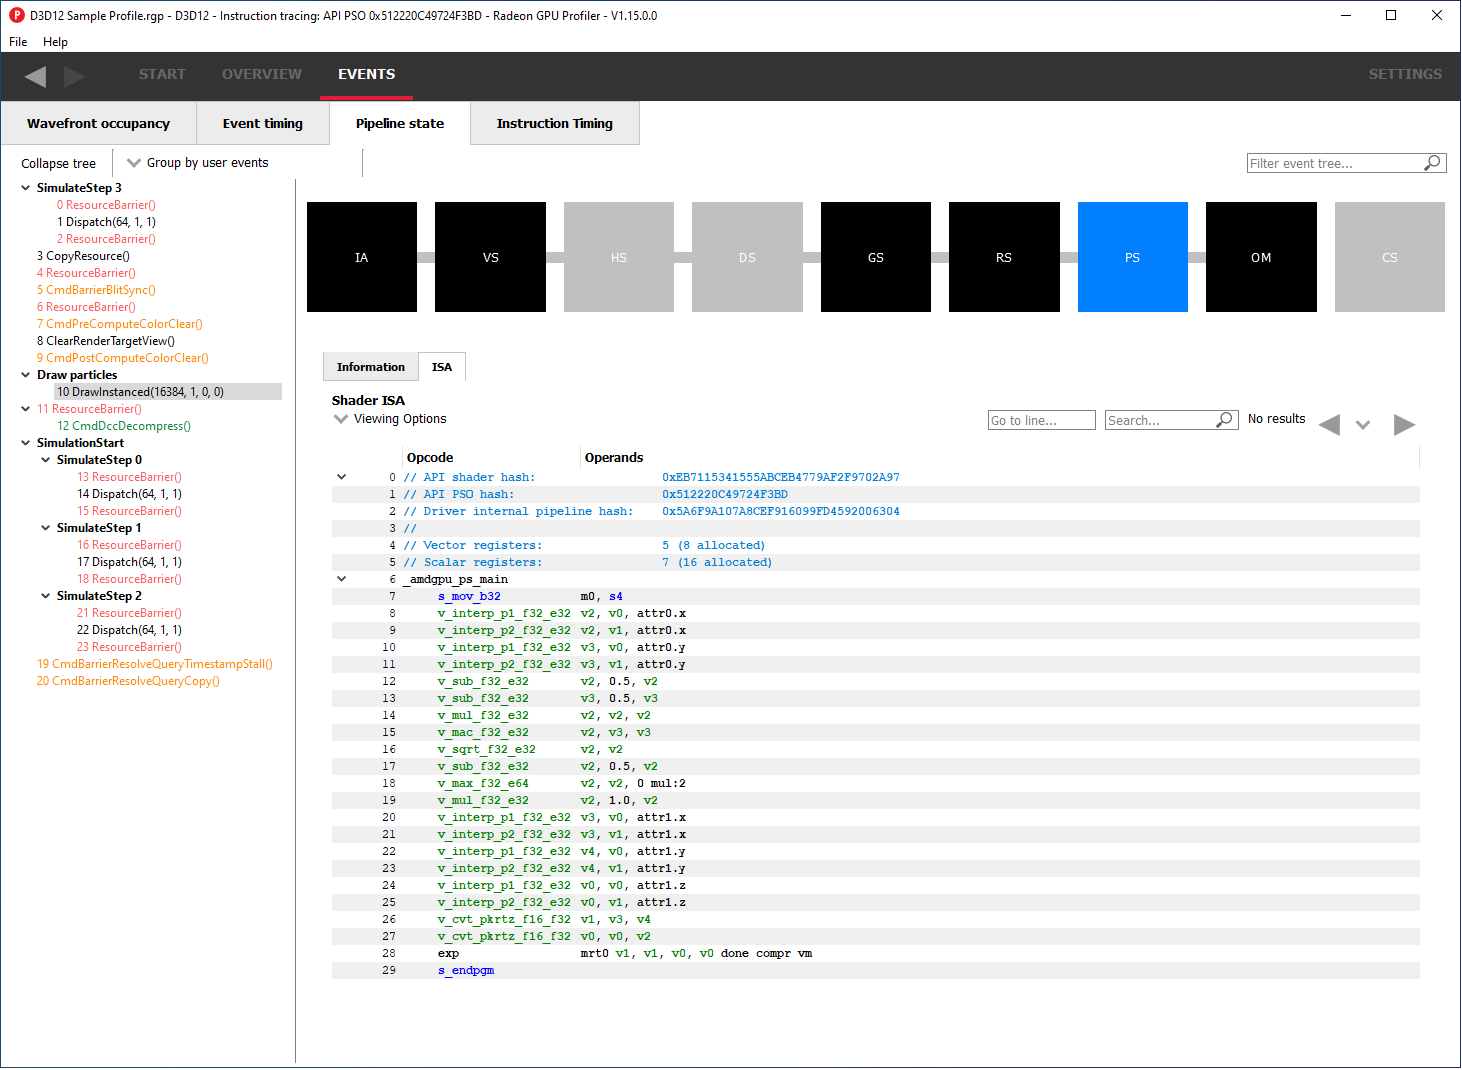 D3D12 Sample Profile.rgp - D3D12 - Instruction tracing: API PSO 0x512220C49724F3BD - Radeon GPU Profiler - V1.15.0.0
File Help
START OVERVIEW EVENTS SETTINGS
Wavefront occupancy Event timing Pipeline state Instruction Timing
Collapse tree Group by user events Filter event tree...
SimulateStep 3
0 ResourceBarrier()
1 Dispatch(64, 1, 1)
2 ResourceBarrier()
3 CopyResource()
4 ResourceBarrier()
5 CmdBarrierBlitSync()
6 ResourceBarrier()
7 CmdPreComputeColorClear()
8 ClearRenderTargetView()
9 CmdPostComputeColorClear()
Draw particles
10 DrawInstanced(16384, 1, 0, 0)
11 ResourceBarrier()
12 CmdDccDecompress()
SimulationStart
SimulateStep 0
13 ResourceBarrier()
14 Dispatch(64, 1, 1)
15 ResourceBarrier()
SimulateStep 1
16 ResourceBarrier()
17 Dispatch(64, 1, 1)
18 ResourceBarrier()
SimulateStep 2
21 ResourceBarrier()
22 Dispatch(64, 1, 1)
23 ResourceBarrier()
19 CmdBarrierResolveQueryTimestampStall()
20 CmdBarrierResolveQueryCopy()
IA VS HS DS GS RS PS OM CS
Information ISA
Shader ISA
Viewing Options Go to line... Search... No results
Opcode Operands
0 // API shader hash: 0xEB7115341555ABCEB4779AF2F9702A97
1 // API PSO hash: 0x512220C49724F3BD
2 // Driver internal pipeline hash: 0x5A6F9A107A8CEF916099FD4592006304
3 //
4 // Vector registers: 5 (8 allocated)
5 // Scalar registers: 7 (16 allocated)
6 _amdgpu_ps_main
7 s_mov_b32 m0, s4
8 v_interp_p1_f32_e32 v2, v0, attr0.x
9 v_interp_p2_f32_e32 v2, v1, attr0.x
10 v_interp_p1_f32_e32 v3, v0, attr0.y
11 v_interp_p2_f32_e32 v3, v1, attr0.y
12 v_sub_f32_e32 v2, 0.5, v2
13 v_sub_f32_e32 v3, 0.5, v3
14 v_mul_f32_e32 v2, v2, v2
15 v_mac_f32_e32 v2, v3, v3
16 v_sqrt_f32_e32 v2, v2
17 v_sub_f32_e32 v2, 0.5, v2
18 v_max_f32_e64 v2, v2, 0 mul:2
19 v_mul_f32_e32 v2, 1.0, v2
20 v_interp_p1_f32_e32 v3, v0, attr1.x
21 v_interp_p2_f32_e32 v3, v1, attr1.x
22 v_interp_p1_f32_e32 v4, v0, attr1.y
23 v_interp_p2_f32_e32 v4, v1, attr1.y
24 v_interp_p1_f32_e32 v0, v0, attr1.z
25 v_interp_p2_f32_e32 v0, v1, attr1.z
26 v_cvt_pkrtz_f16_f32 v1, v3, v4
27 v_cvt_pkrtz_f16_f32 v0, v0, v2
28 exp mrt0 v1, v1, v0, v0 done compr vm
29 s_endpgm